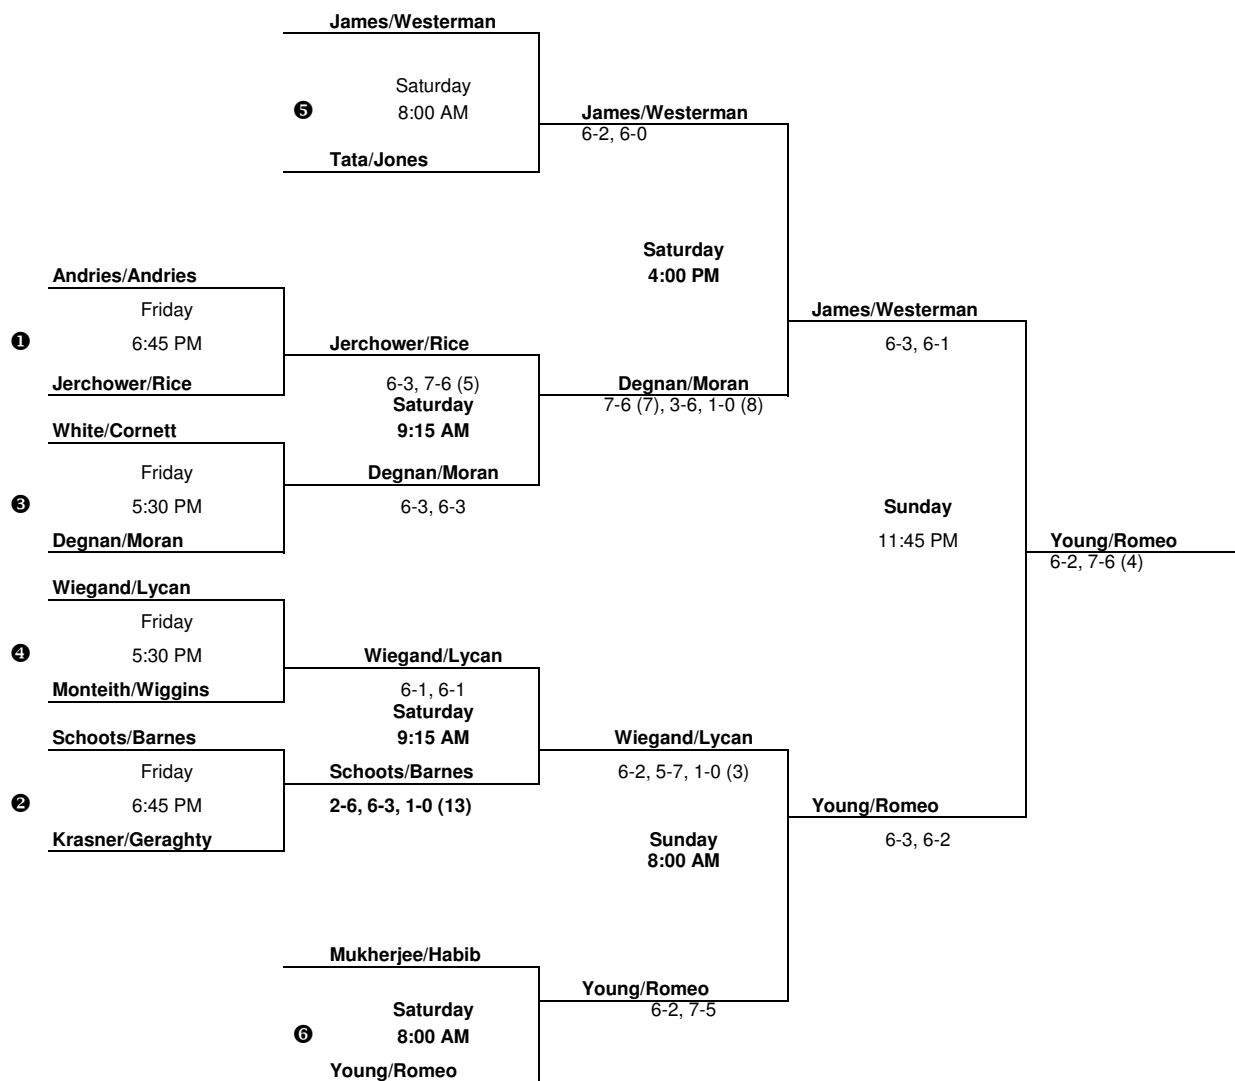 James/Westerman
Saturday
❺ 8:00 AM
James/Westerman
6-2, 6-0
Tata/Jones
Saturday
4:00 PM
Andries/Andries
Friday
❶ 6:45 PM
Jerchower/Rice
James/Westerman
6-3, 6-1
Jerchower/Rice
6-3, 7-6 (5)
Saturday
9:15 AM
Degnan/Moran
7-6 (7), 3-6, 1-0 (8)
White/Cornett
Friday
❸ 5:30 PM
Degnan/Moran
6-3, 6-3
Degnan/Moran
Sunday
11:45 PM
Young/Romeo
6-2, 7-6 (4)
Wiegand/Lycan
Friday
❹ 5:30 PM
Wiegand/Lycan
Monteith/Wiggins
6-1, 6-1
Saturday
9:15 AM
Schoots/Barnes
Friday
❷ 6:45 PM
Schoots/Barnes
2-6, 6-3, 1-0 (13)
Wiegand/Lycan
6-2, 5-7, 1-0 (3)
Krasner/Geraghty
Sunday
8:00 AM
Young/Romeo
6-3, 6-2
Mukherjee/Habib
Young/Romeo
6-2, 7-5
Saturday
❻ 8:00 AM
Young/Romeo